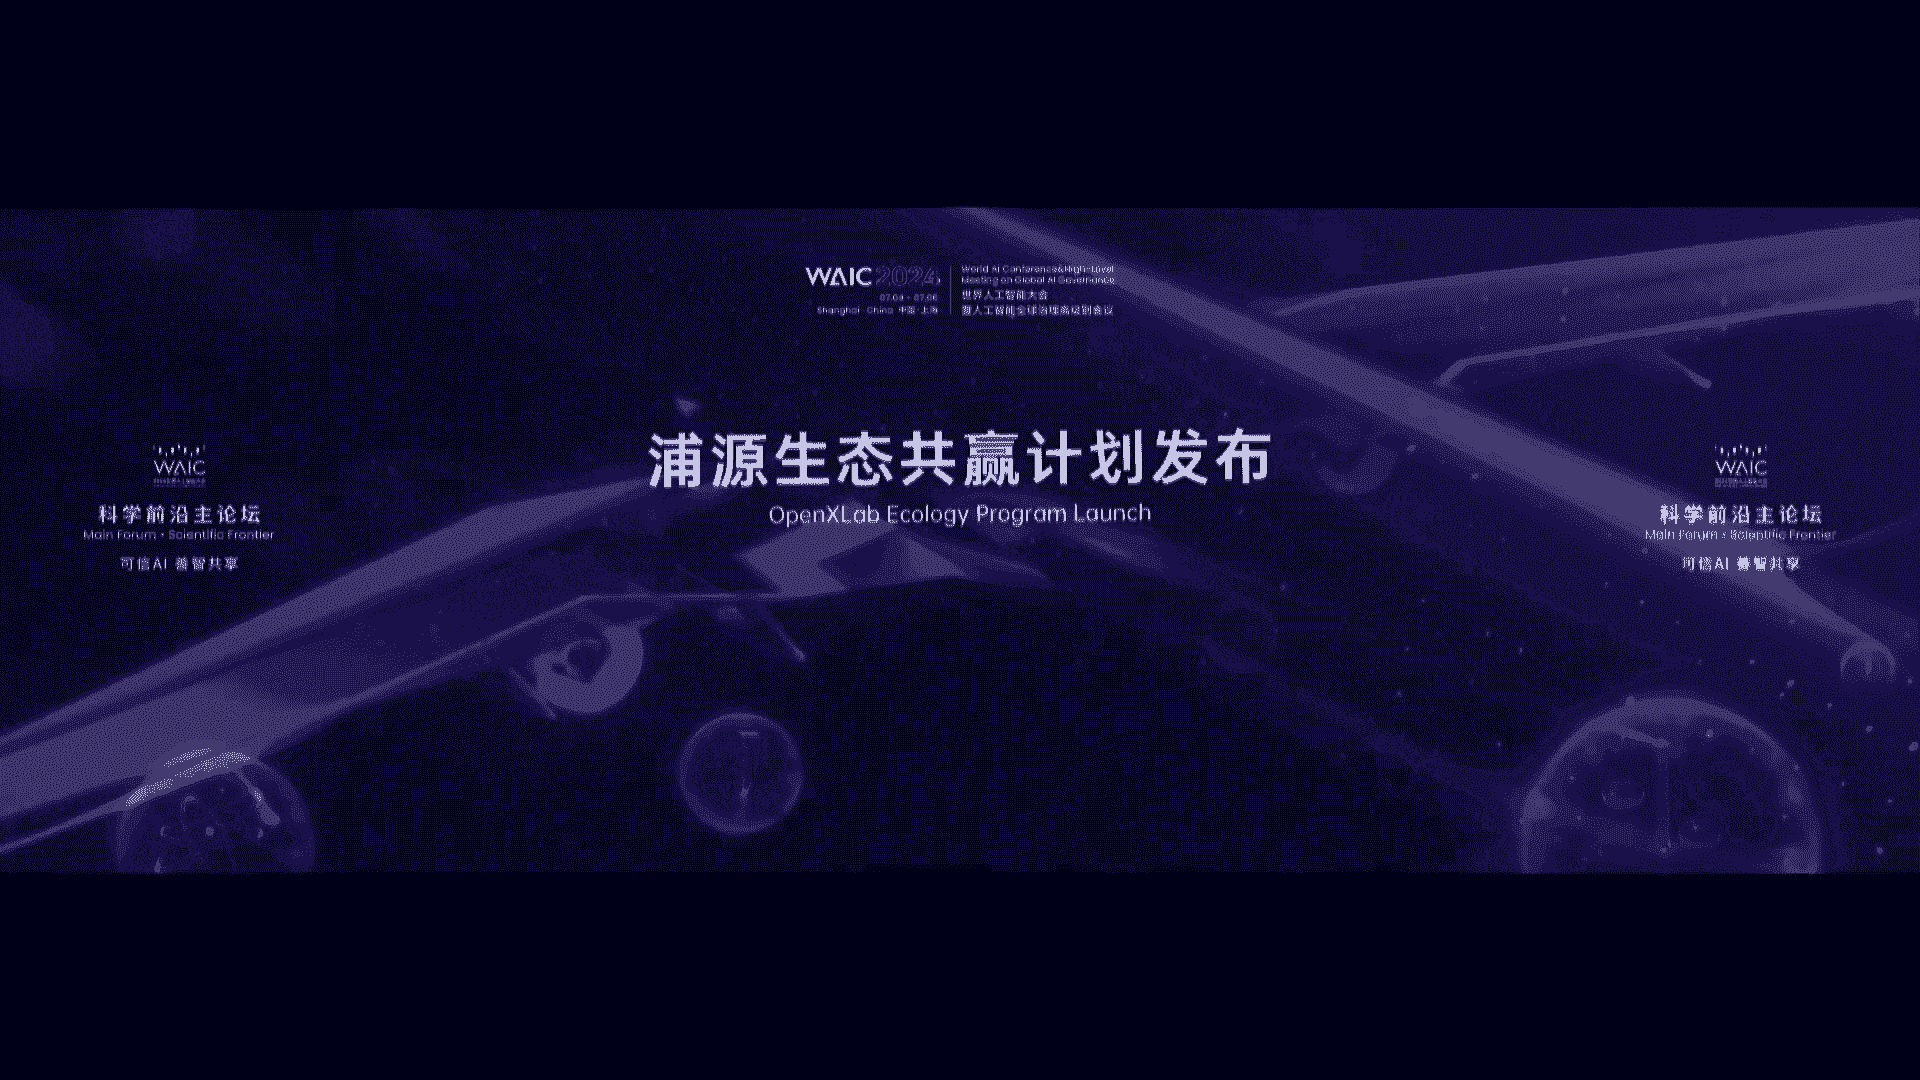 WAIC 2024
07.04 - 07.06
Shanghai · China 中国·上海
World AI Conference&High-Level
Meeting on Global AI Governance
世界人工智能大会
暨人工智能全球治理高级别会议
浦源生态共赢计划发布
OpenXLab Ecology Program Launch
WAIC
科学前沿主论坛
Main Forum · Scientific Frontier
可信AI 善智共享
WAIC
科学前沿主论坛
Main Forum · Scientific Frontier
可信AI 善智共享